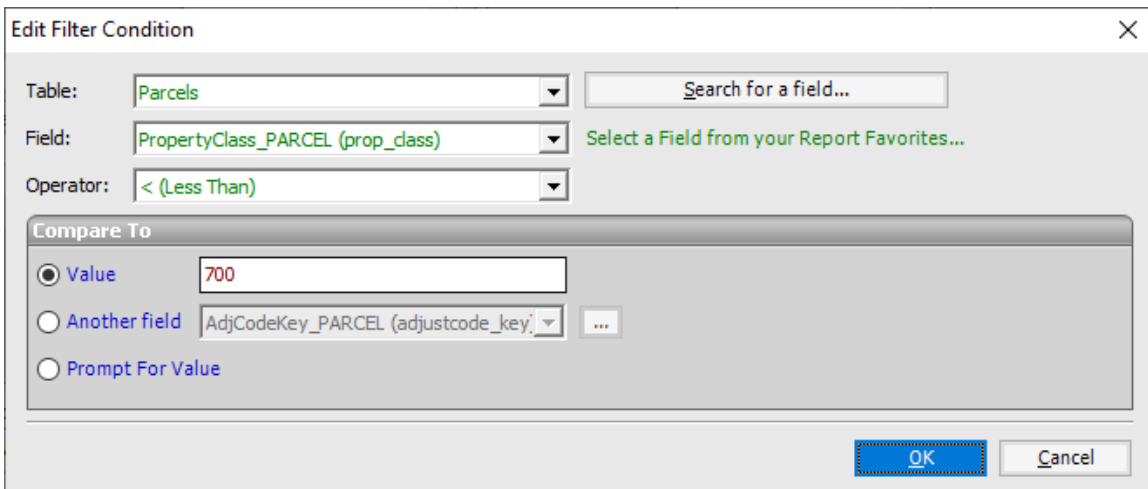 Edit Filter Condition
Table: Parcels Search for a field...
Field: PropertyClass_PARCEL (prop_class) Select a Field from your Report Favorites...
Operator: < (Less Than)
Compare To
Value 700
Another field AdjCodeKey_PARCEL (adjustcode_key) ...
Prompt For Value
OK Cancel